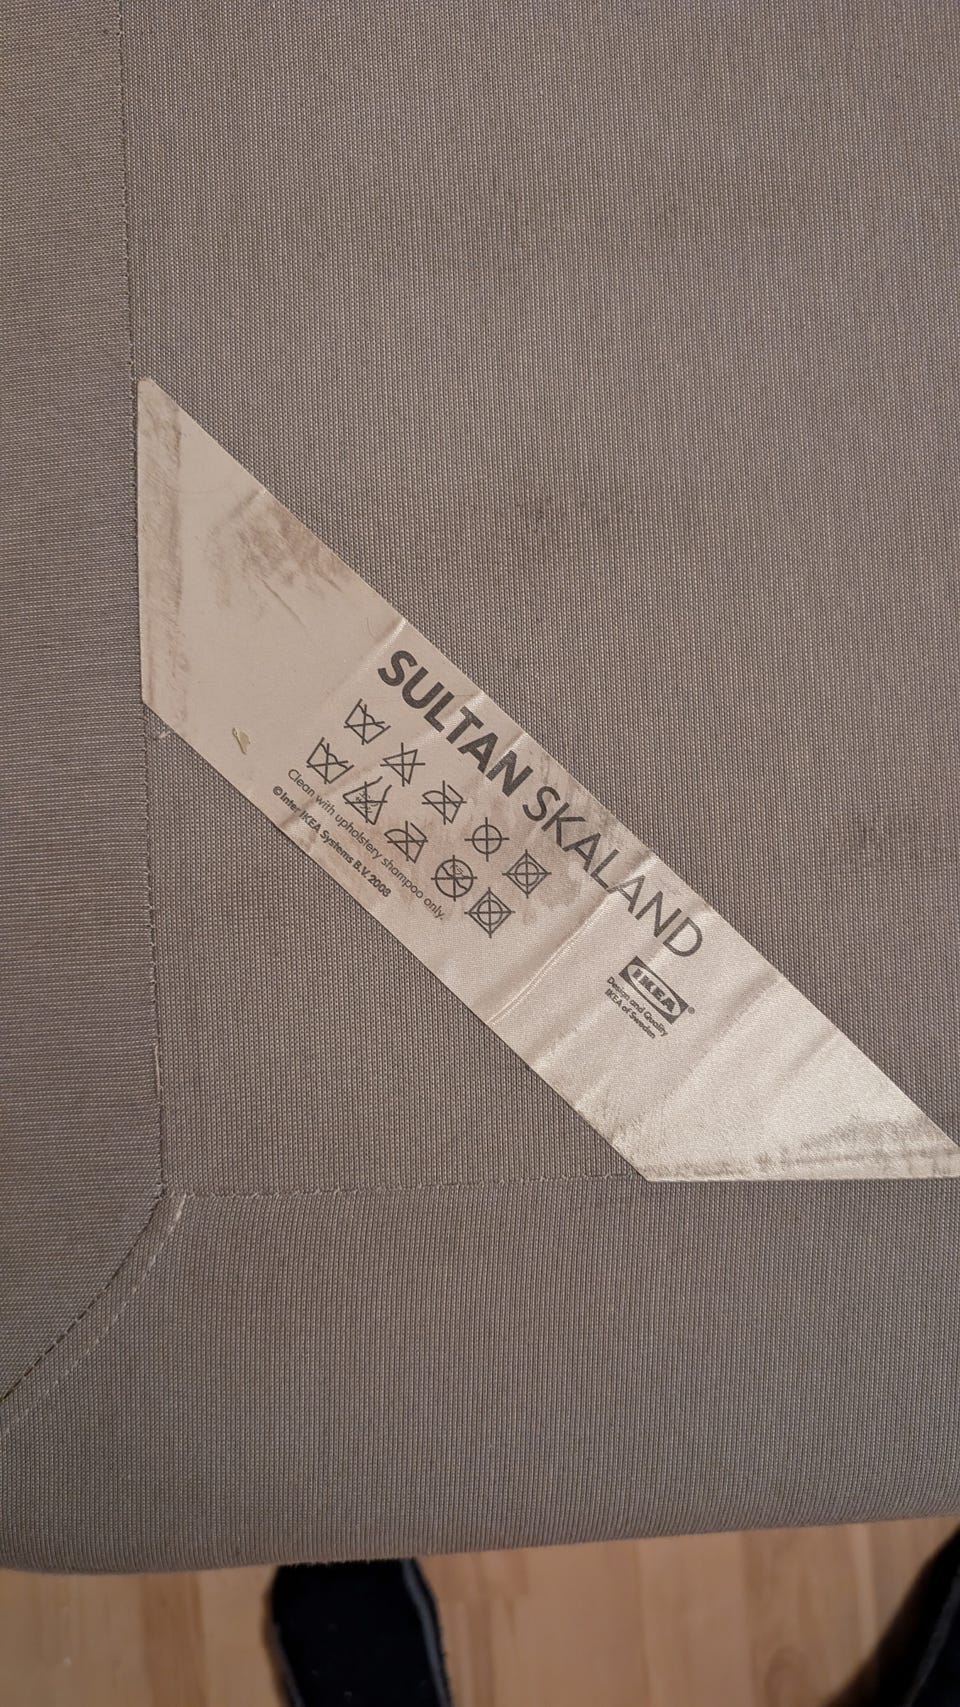 SULTAN SKALAND
Clean with upholstery shampoo only.
© Inter IKEA Systems B.V. 2008
IKEA®
Design and Quality
IKEA of Sweden